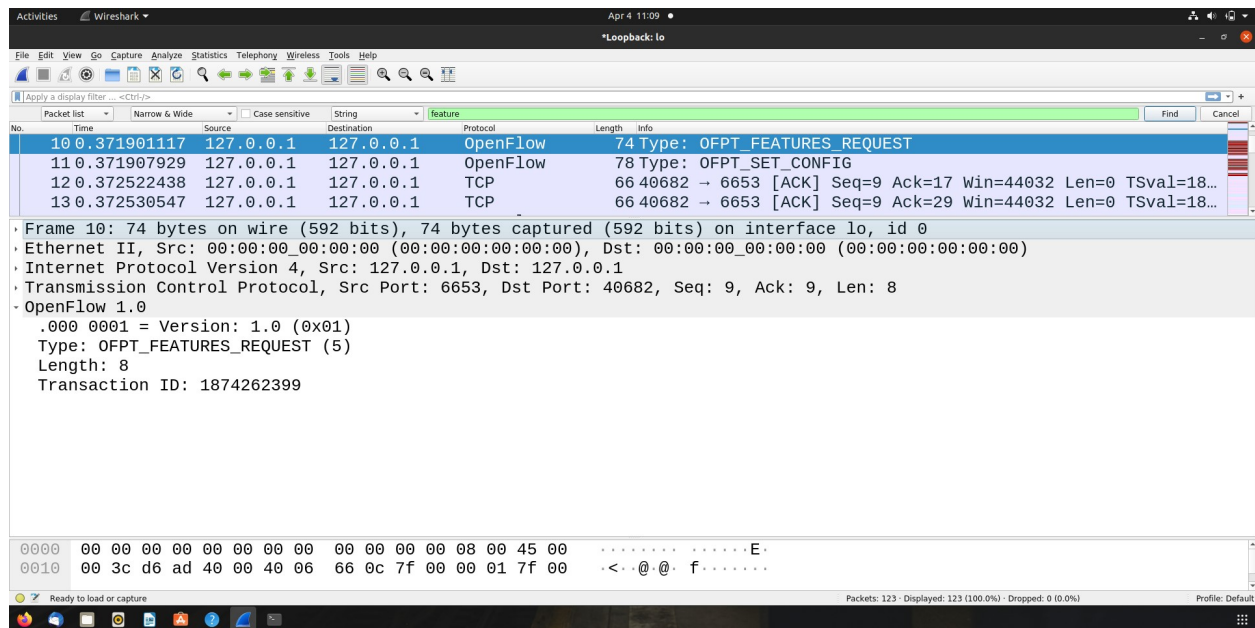 Activities Wireshark Apr 4 11:09
*Loopback: lo
File Edit View Go Capture Analyze Statistics Telephony Wireless Tools Help
Apply a display filter ... <Ctrl-/>
Packet list Narrow & Wide Case sensitive String feature Find Cancel
No. Time Source Destination Protocol Length Info
10 0.371901117 127.0.0.1 127.0.0.1 OpenFlow 74 Type: OFPT_FEATURES_REQUEST
11 0.371907929 127.0.0.1 127.0.0.1 OpenFlow 78 Type: OFPT_SET_CONFIG
12 0.372522438 127.0.0.1 127.0.0.1 TCP 66 40682 → 6653 [ACK] Seq=9 Ack=17 Win=44032 Len=0 TSval=18…
13 0.372530547 127.0.0.1 127.0.0.1 TCP 66 40682 → 6653 [ACK] Seq=9 Ack=29 Win=44032 Len=0 TSval=18…
Frame 10: 74 bytes on wire (592 bits), 74 bytes captured (592 bits) on interface lo, id 0
Ethernet II, Src: 00:00:00_00:00:00 (00:00:00:00:00:00), Dst: 00:00:00_00:00:00 (00:00:00:00:00:00)
Internet Protocol Version 4, Src: 127.0.0.1, Dst: 127.0.0.1
Transmission Control Protocol, Src Port: 6653, Dst Port: 40682, Seq: 9, Ack: 9, Len: 8
OpenFlow 1.0
.000 0001 = Version: 1.0 (0x01)
Type: OFPT_FEATURES_REQUEST (5)
Length: 8
Transaction ID: 1874262399
0000 00 00 00 00 00 00 00 00 00 00 00 00 08 00 45 00 ········ ······E·
0010 00 3c d6 ad 40 00 40 06 66 0c 7f 00 00 01 7f 00 ·<··@·@· f·······
Ready to load or capture Packets: 123 · Displayed: 123 (100.0%) · Dropped: 0 (0.0%) Profile: Default